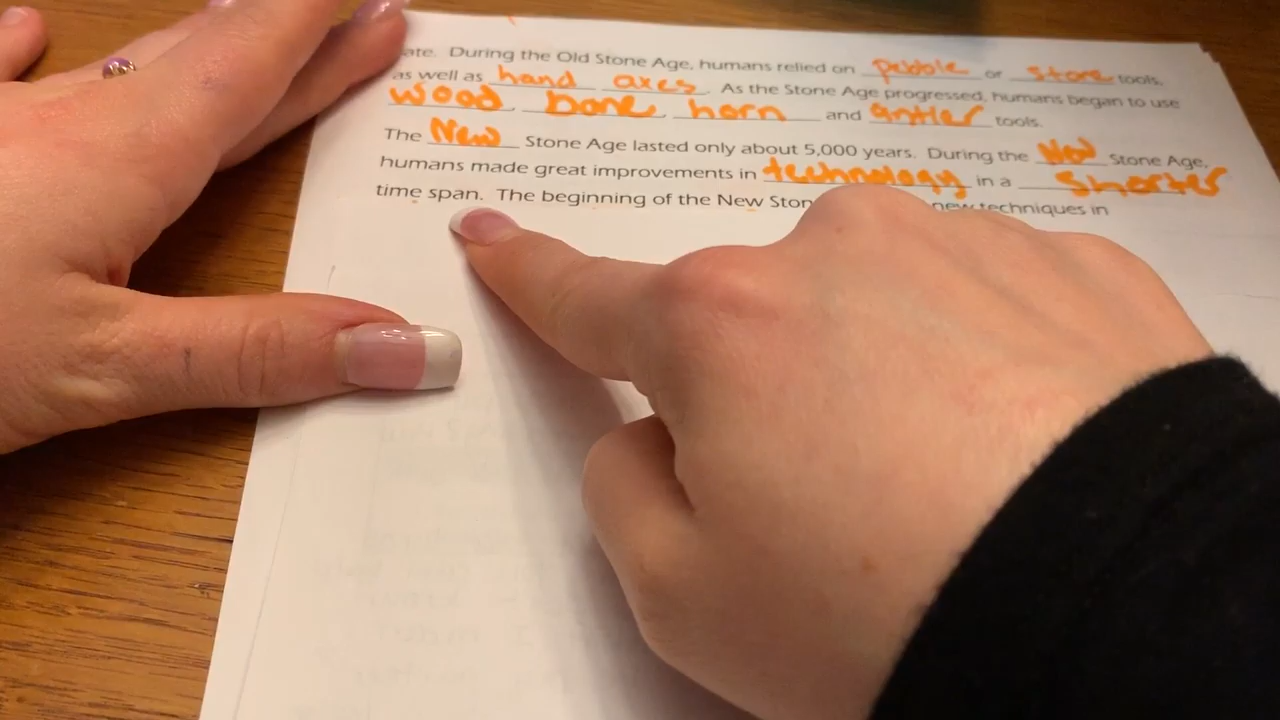 ate. During the Old Stone Age, humans relied on pebble or stone tools,
as well as hand axes. As the Stone Age progressed, humans began to use
wood bone horn and antler tools.
The New Stone Age lasted only about 5,000 years. During the New Stone Age,
humans made great improvements in technology in a shorter
time span. The beginning of the New Ston new techniques in